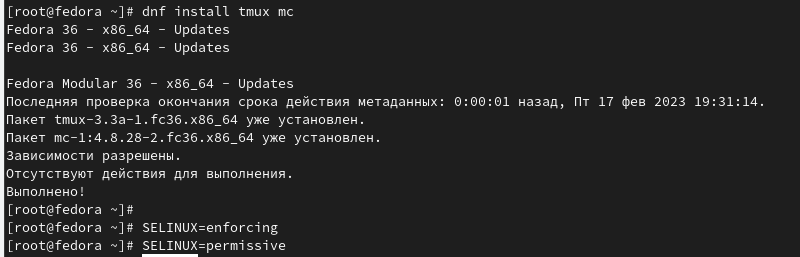 [root@fedora ~]# dnf install tmux mc
Fedora 36 - x86_64 - Updates
Fedora 36 - x86_64 - Updates
Fedora Modular 36 - x86_64 - Updates
Последняя проверка окончания срока действия метаданных: 0:00:01 назад, Пт 17 фев 2023 19:31:14.
Пакет tmux-3.3a-1.fc36.x86_64 уже установлен.
Пакет mc-1:4.8.28-2.fc36.x86_64 уже установлен.
Зависимости разрешены.
Отсутствуют действия для выполнения.
Выполнено!
[root@fedora ~]#
[root@fedora ~]# SELINUX=enforcing
[root@fedora ~]# SELINUX=permissive